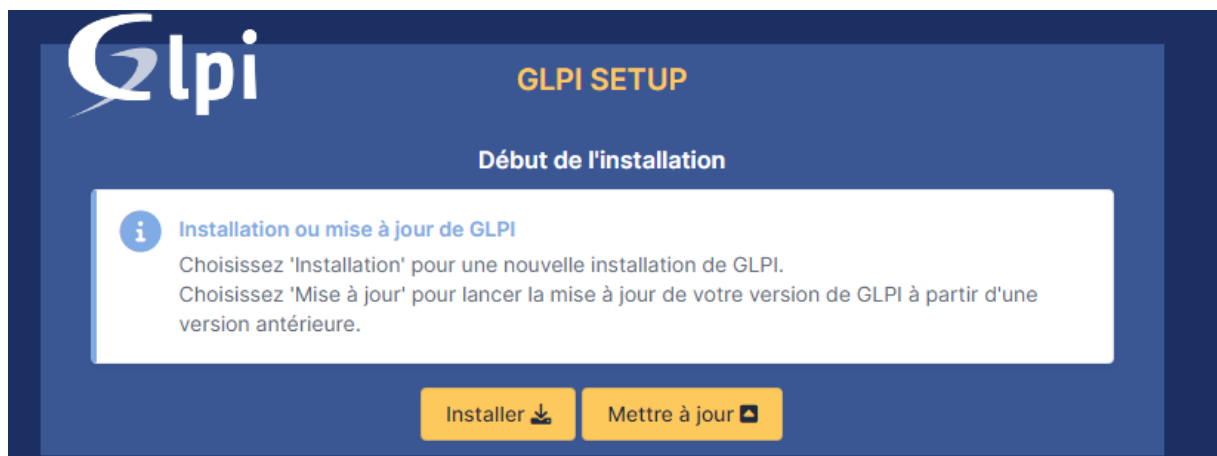 Glpi
GLPI SETUP
Début de l'installation
Installation ou mise à jour de GLPI
Choisissez 'Installation' pour une nouvelle installation de GLPI.
Choisissez 'Mise à jour' pour lancer la mise à jour de votre version de GLPI à partir d'une
version antérieure.
Installer
Mettre à jour